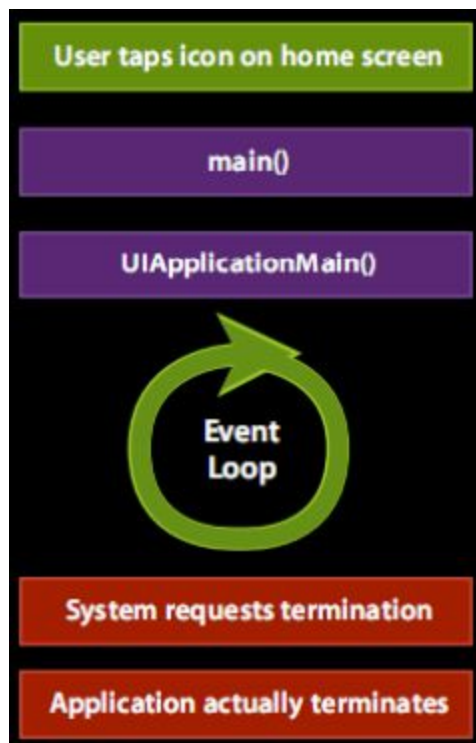 User taps icon on home screen
main()
UIApplicationMain()
Event
Loop
System requests termination
Application actually terminates